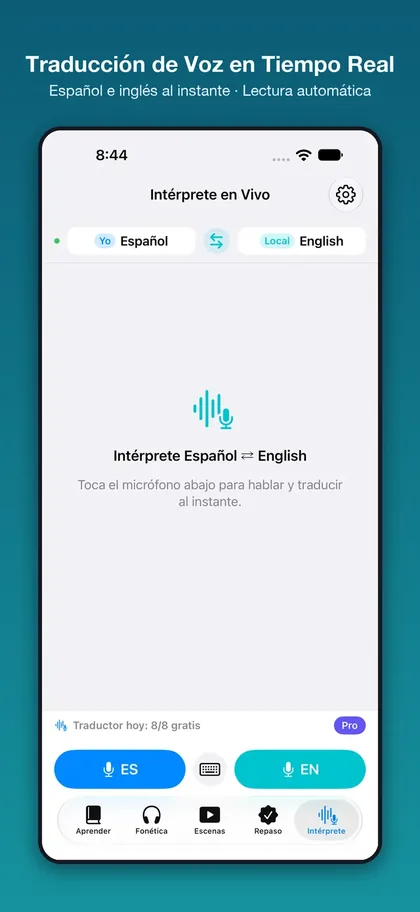 Traducción de Voz en Tiempo Real
Español e inglés al instante · Lectura automática
8:44
Intérprete en Vivo
Yo Español
Local English
Intérprete Español ⇄ English
Toca el micrófono abajo para hablar y traducir
al instante.
Traductor hoy: 8/8 gratis
Pro
ES
EN
Aprender
Fonética
Escenas
Repaso
Intérprete